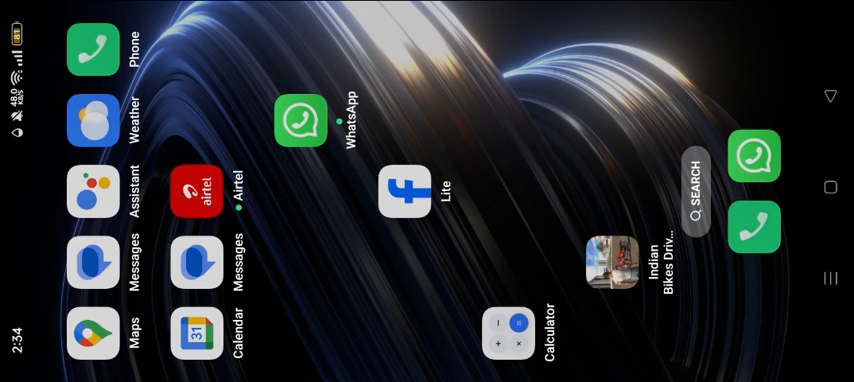 2:34
48.0
KB/S
81
Maps
Messages
Assistant
Weather
Phone
31
Calendar
Messages
airtel
Airtel
WhatsApp
Lite
Calculator
Indian
Bikes Driv...
SEARCH